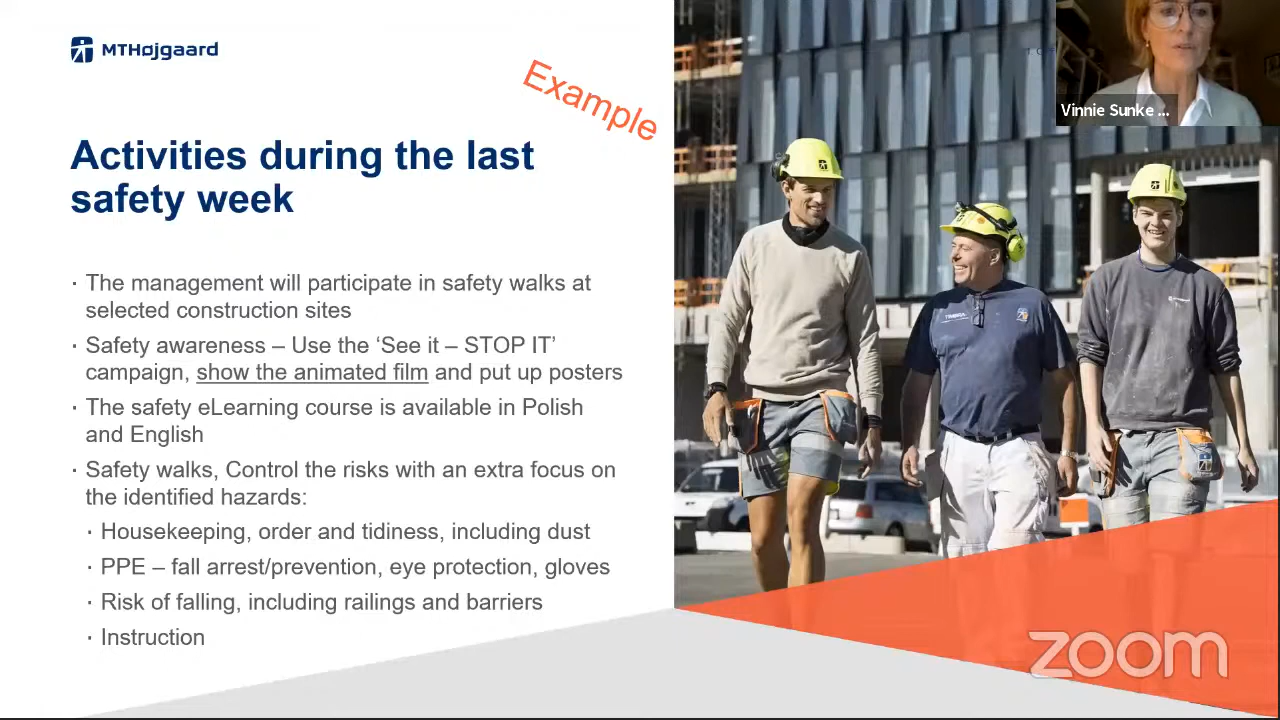 MTHøjgaard
Example
Vinnie Sunke ...
Activities during the last
safety week
· The management will participate in safety walks at
selected construction sites
· Safety awareness – Use the ‘See it – STOP IT’
campaign, show the animated film and put up posters
· The safety eLearning course is available in Polish
and English
· Safety walks, Control the risks with an extra focus on
the identified hazards:
· Housekeeping, order and tidiness, including dust
· PPE – fall arrest/prevention, eye protection, gloves
· Risk of falling, including railings and barriers
· Instruction
zoom